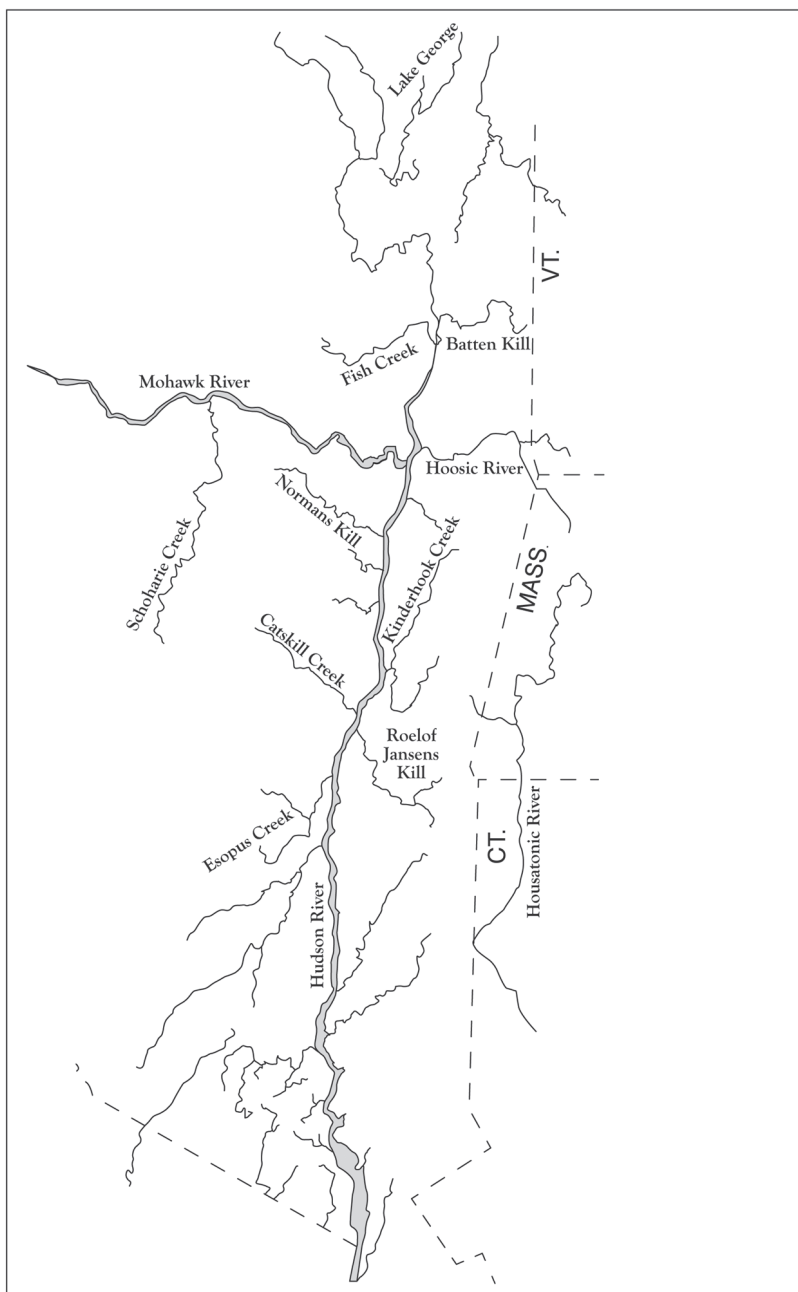 Lake George
VT.
Batten Kill
Fish Creek
Mohawk River
Hoosic River
Normans Kill
Schoharie Creek
Kinderhook Creek
MASS.
Catskill Creek
Roelof
Jansens
Kill
Esopus Creek
CT.
Housatonic River
Hudson River